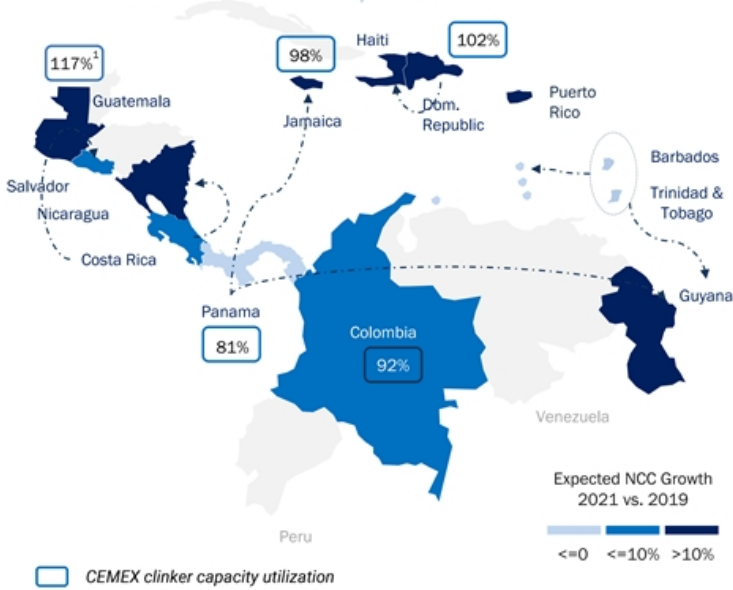 Haiti
102%
98%
117%1
Guatemala
Jamaica
Dom.
Republic
Puerto
Rico
Barbados
Trinidad &
Tobago
Salvador
Nicaragua
Costa Rica
Guyana
Panama
81%
Colombia
92%
Venezuela
Expected NCC Growth
2021 vs. 2019
<=0 <=10% >10%
Peru
CEMEX clinker capacity utilization